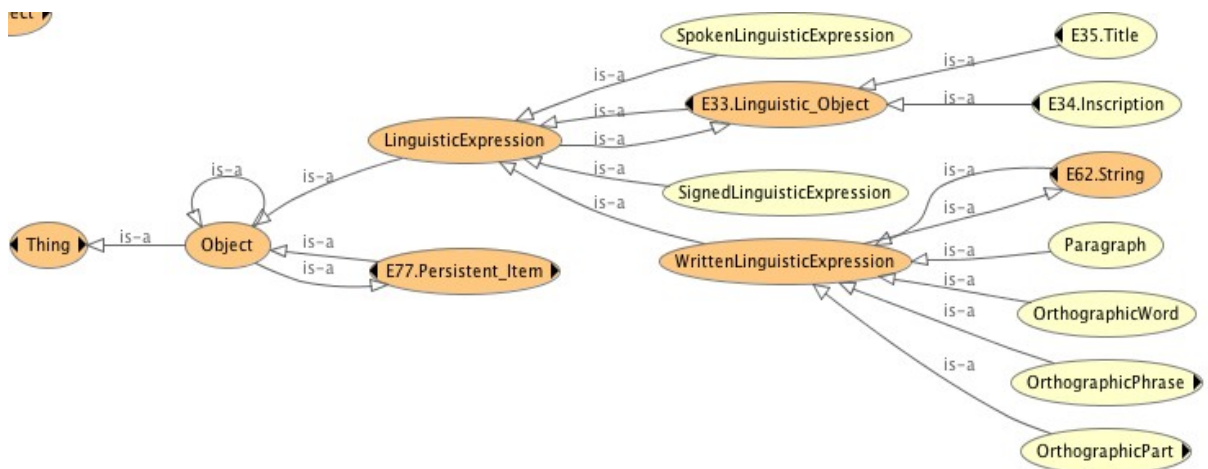 ect
SpokenLinguisticExpression
E35.Title
is-a
is-a
is-a
E33.Linguistic_Object
is-a
E34.Inscription
LinguisticExpression
is-a
is-a
is-a
is-a
is-a
E62.String
SignedLinguisticExpression
is-a
is-a
Thing
is-a
Object
is-a
E77.Persistent_Item
is-a
WrittenLinguisticExpression
is-a
Paragraph
is-a
OrthographicWord
is-a
OrthographicPhrase
is-a
OrthographicPart